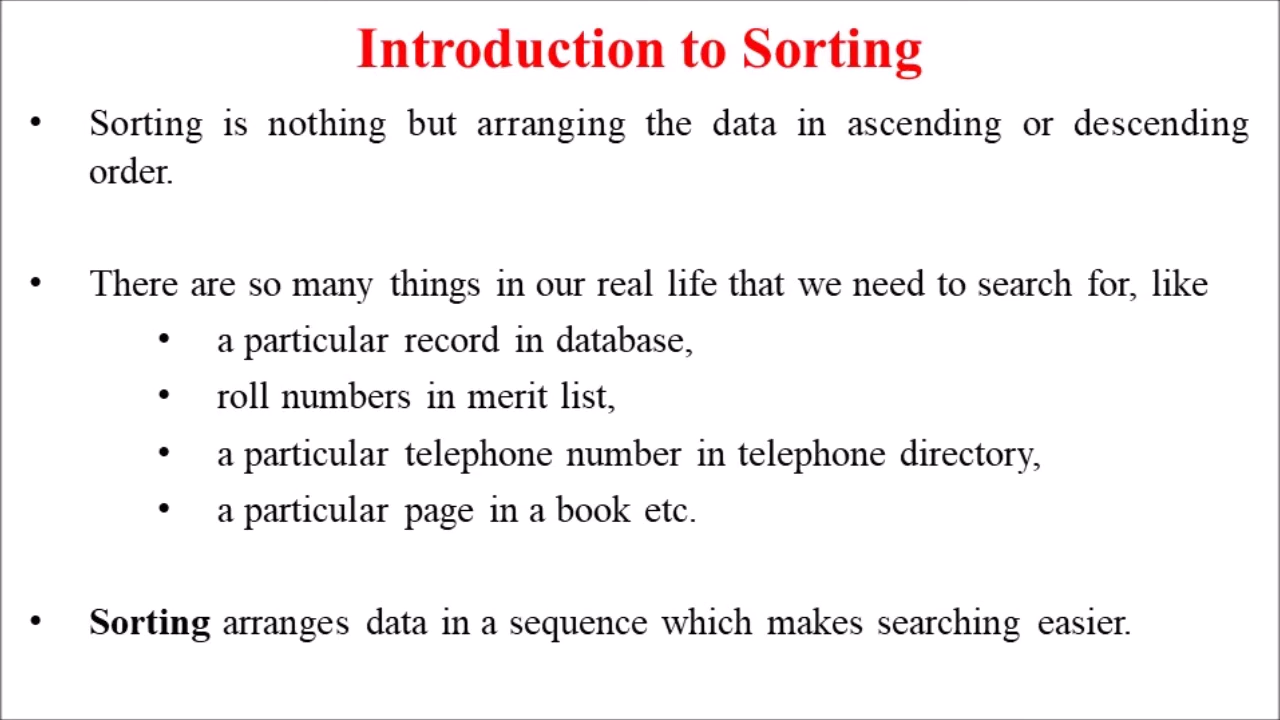 Introduction to Sorting
• Sorting is nothing but arranging the data in ascending or descending
order.
• There are so many things in our real life that we need to search for, like
• a particular record in database,
• roll numbers in merit list,
• a particular telephone number in telephone directory,
• a particular page in a book etc.
• Sorting arranges data in a sequence which makes searching easier.